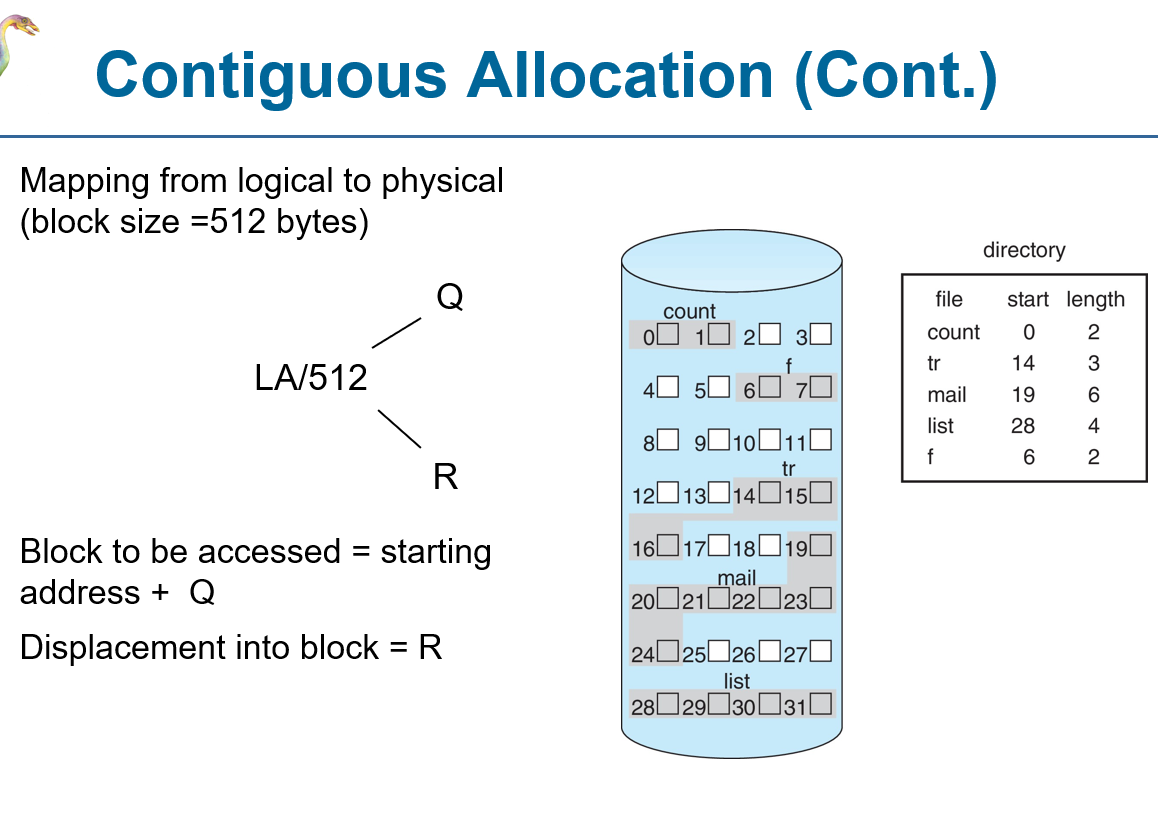 Contiguous Allocation (Cont.)
Mapping from logical to physical
(block size =512 bytes)
Q
LA/512
R
Block to be accessed = starting
address + Q
Displacement into block = R
count
0 1 2 3
f
4 5 6 7
8 9 10 11
tr
12 13 14 15
16 17 18 19
mail
20 21 22 23
24 25 26 27
list
28 29 30 31
directory
file start length
count 0 2
tr 14 3
mail 19 6
list 28 4
f 6 2